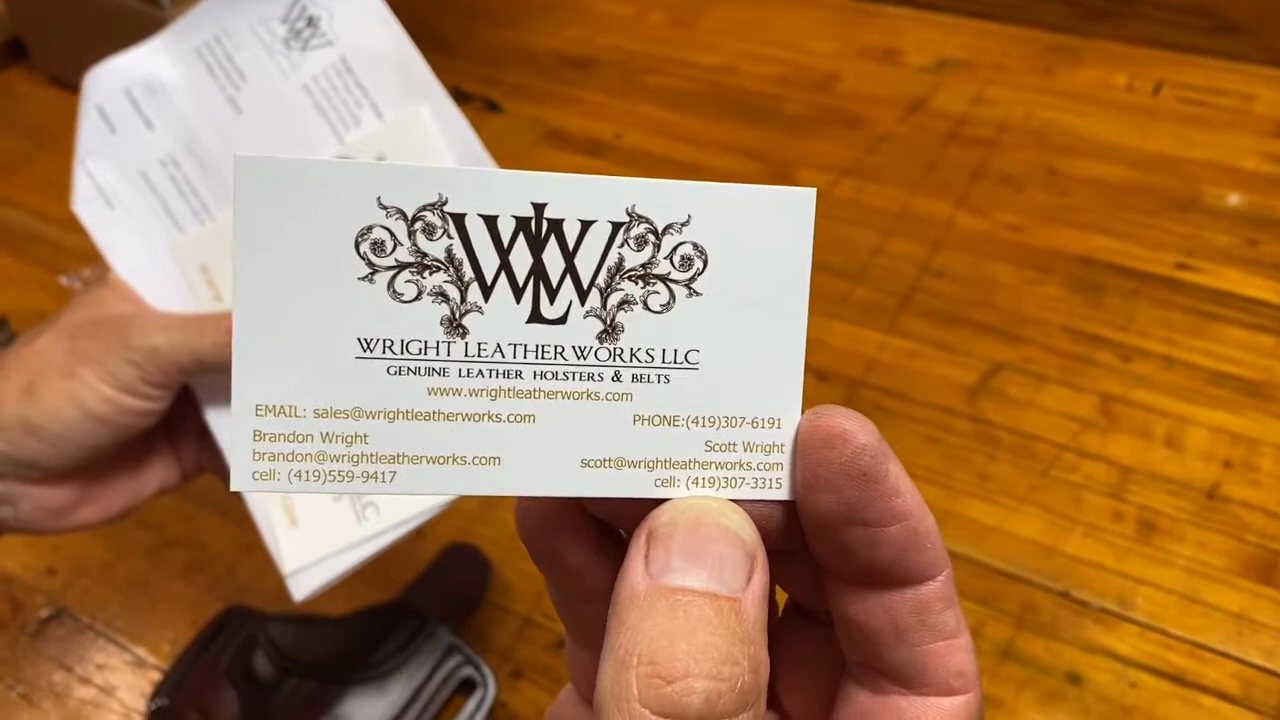 WLW
WRIGHT LEATHER WORKS LLC
GENUINE LEATHER HOLSTERS & BELTS
www.wrightleatherworks.com
EMAIL: sales@wrightleatherworks.com
PHONE:(419)307-6191
Brandon Wright
brandon@wrightleatherworks.com
cell: (419)559-9417
Scott Wright
scott@wrightleatherworks.com
cell: (419)307-3315